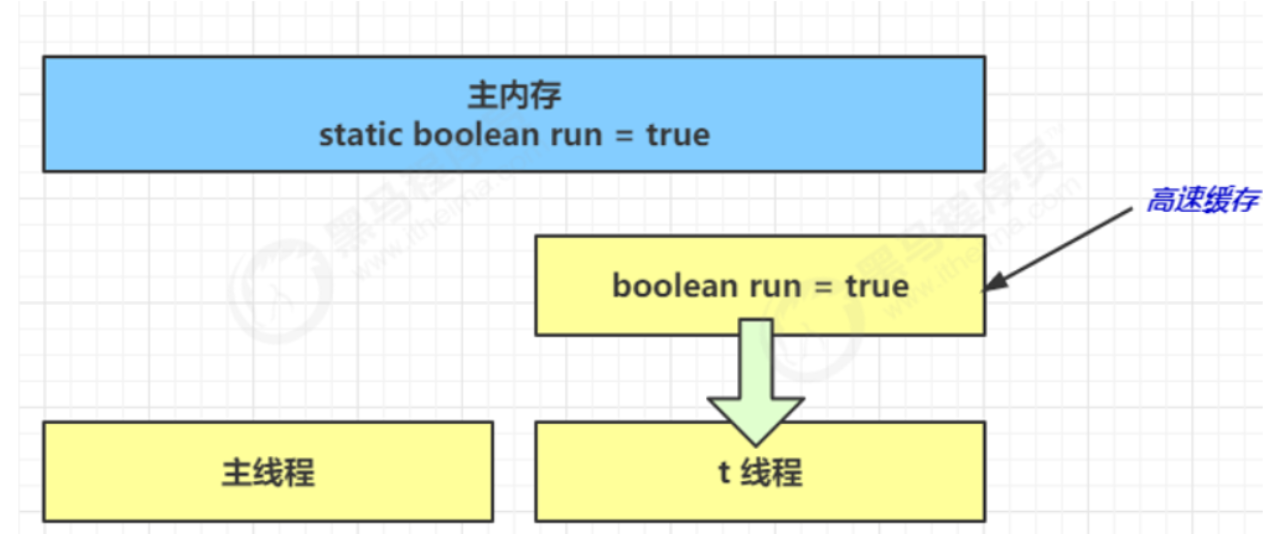 主内存
static boolean run = true
高速缓存
boolean run = true
主线程
t 线程
黑马程序员
www.itheima.com
黑马程序员
www.itheima.com